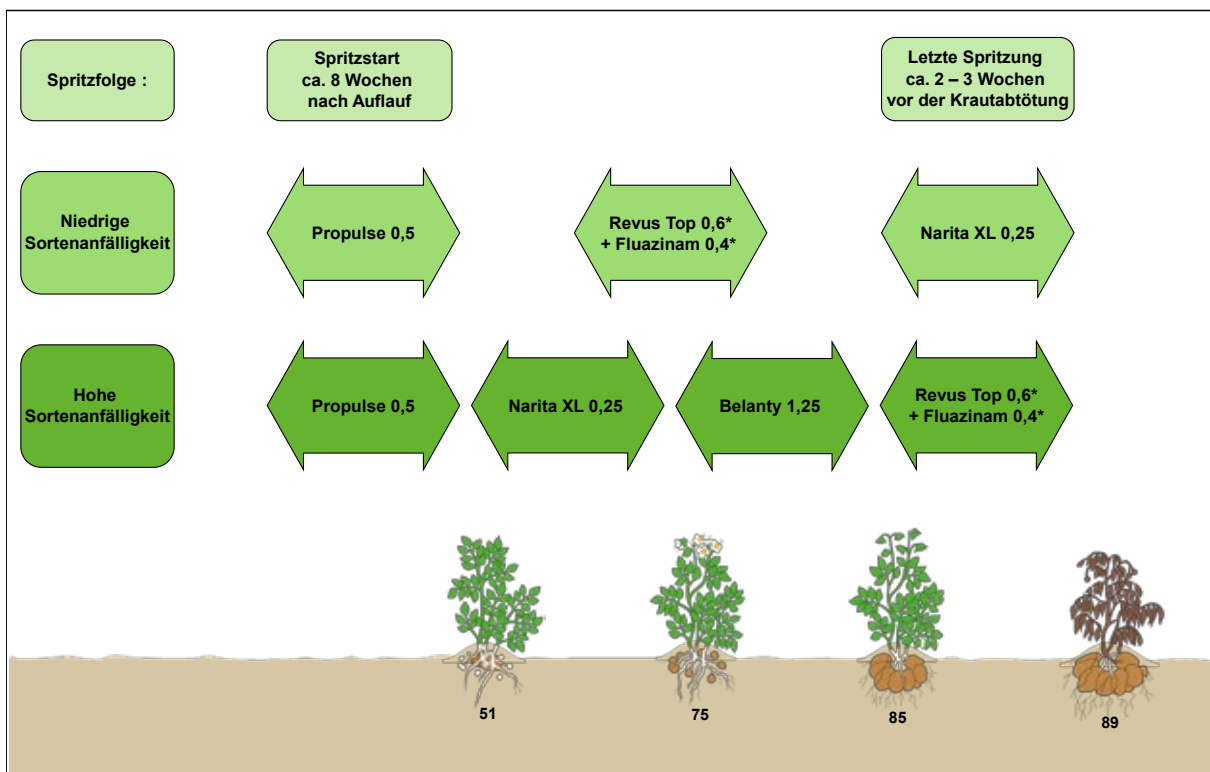 Spritzfolge :
Spritzstart
ca. 8 Wochen
nach Auflauf
Letzte Spritzung
ca. 2 – 3 Wochen
vor der Krautabtötung
Niedrige
Sortenanfälligkeit
Propulse 0,5
Revus Top 0,6*
+ Fluazinam 0,4*
Narita XL 0,25
Hohe
Sortenanfälligkeit
Propulse 0,5
Narita XL 0,25
Belanty 1,25
Revus Top 0,6*
+ Fluazinam 0,4*
51
75
85
89